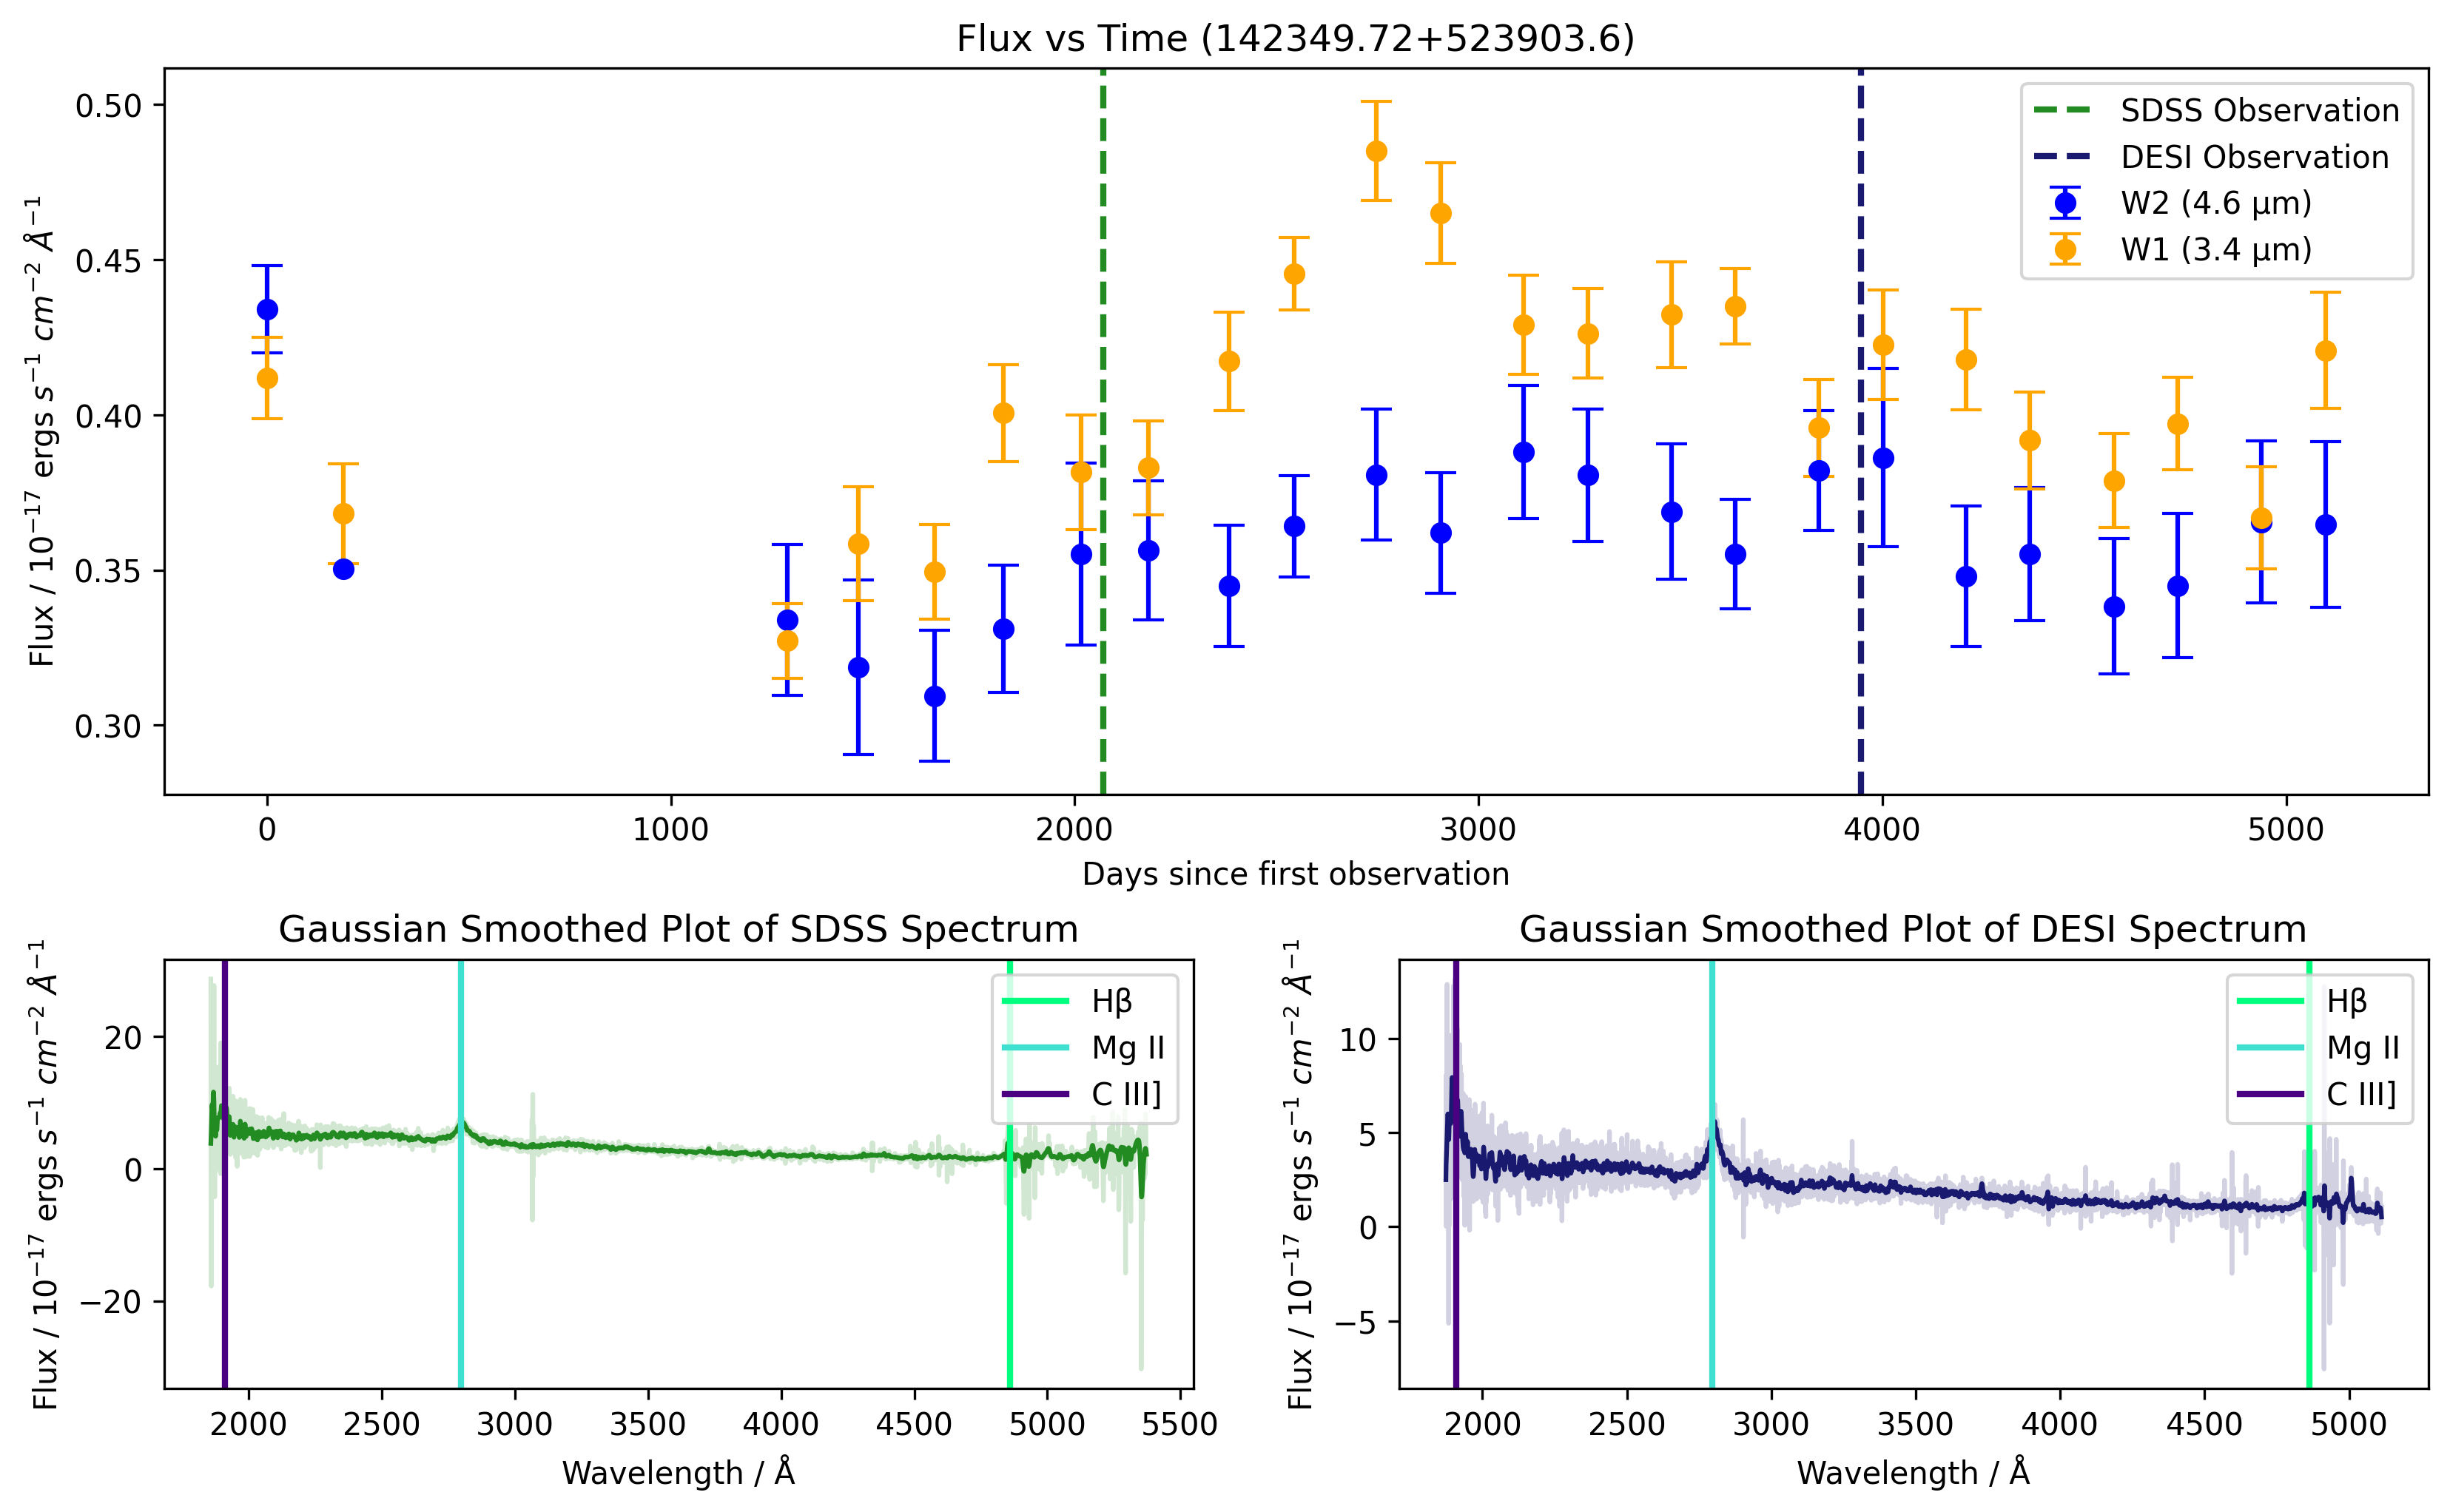 Flux vs Time (142349.72+523903.6)
Flux / 10⁻¹⁷ ergs s⁻¹ cm⁻² Å⁻¹
0.50
0.45
0.40
0.35
0.30
SDSS Observation
DESI Observation
W2 (4.6 µm)
W1 (3.4 µm)
0 1000 2000 3000 4000 5000
Days since first observation
Gaussian Smoothed Plot of SDSS Spectrum
Flux / 10⁻¹⁷ ergs s⁻¹ cm⁻² Å⁻¹
20
0
−20
Hβ
Mg II
C III]
2000 2500 3000 3500 4000 4500 5000 5500
Wavelength / Å
Gaussian Smoothed Plot of DESI Spectrum
Flux / 10⁻¹⁷ ergs s⁻¹ cm⁻² Å⁻¹
10
5
0
−5
Hβ
Mg II
C III]
2000 2500 3000 3500 4000 4500 5000
Wavelength / Å